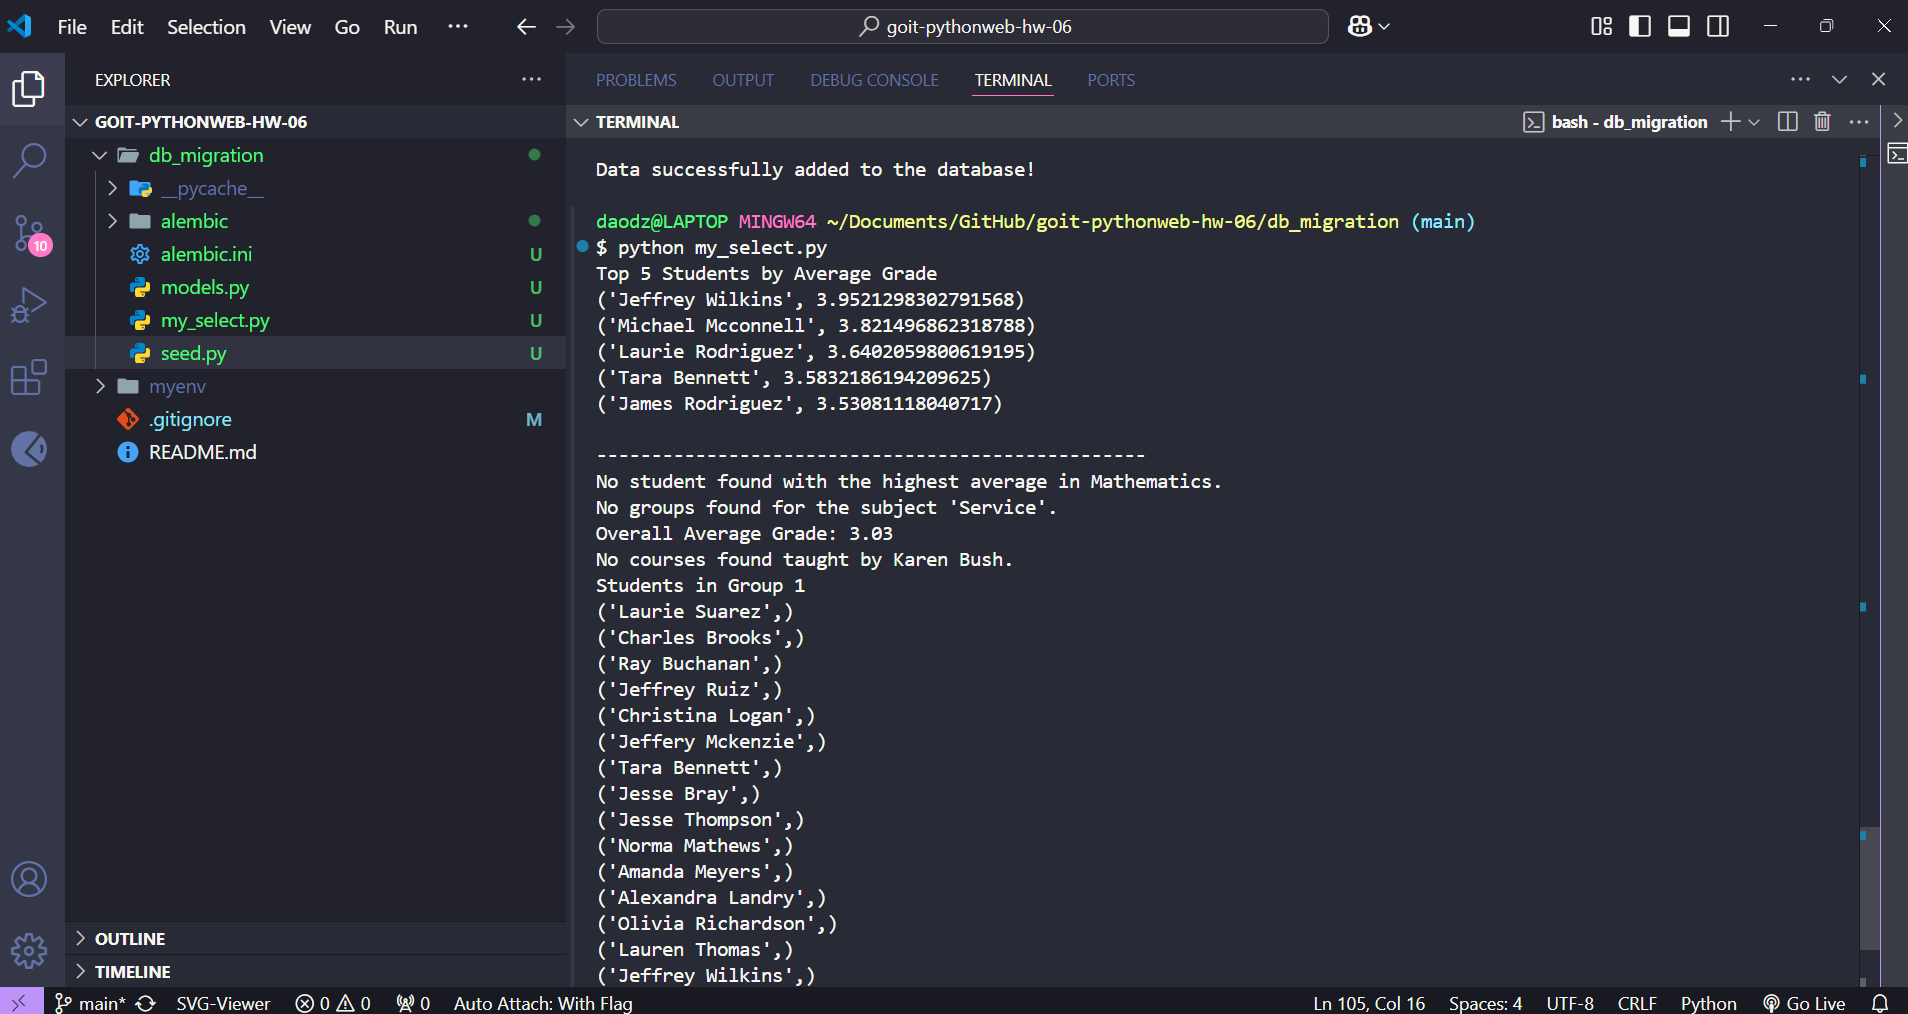 File Edit Selection View Go Run ··· goit-pythonweb-hw-06
EXPLORER ···
GOIT-PYTHONWEB-HW-06
db_migration
__pycache__
alembic
alembic.ini U
models.py U
my_select.py U
seed.py U
myenv
.gitignore M
README.md
10
OUTLINE
TIMELINE
PROBLEMS OUTPUT DEBUG CONSOLE TERMINAL PORTS ···
TERMINAL bash - db_migration ···
Data successfully added to the database!
daodz@LAPTOP MINGW64 ~/Documents/GitHub/goit-pythonweb-hw-06/db_migration (main)
$ python my_select.py
Top 5 Students by Average Grade
('Jeffrey Wilkins', 3.9521298302791568)
('Michael Mcconnell', 3.821496862318788)
('Laurie Rodriguez', 3.6402059800619195)
('Tara Bennett', 3.5832186194209625)
('James Rodriguez', 3.53081118040717)
--------------------------------------------------
No student found with the highest average in Mathematics.
No groups found for the subject 'Service'.
Overall Average Grade: 3.03
No courses found taught by Karen Bush.
Students in Group 1
('Laurie Suarez',)
('Charles Brooks',)
('Ray Buchanan',)
('Jeffrey Ruiz',)
('Christina Logan',)
('Jeffery Mckenzie',)
('Tara Bennett',)
('Jesse Bray',)
('Jesse Thompson',)
('Norma Mathews',)
('Amanda Meyers',)
('Alexandra Landry',)
('Olivia Richardson',)
('Lauren Thomas',)
('Jeffrey Wilkins',)
main* SVG-Viewer 0 0 0 Auto Attach: With Flag Ln 105, Col 16 Spaces: 4 UTF-8 CRLF Python Go Live